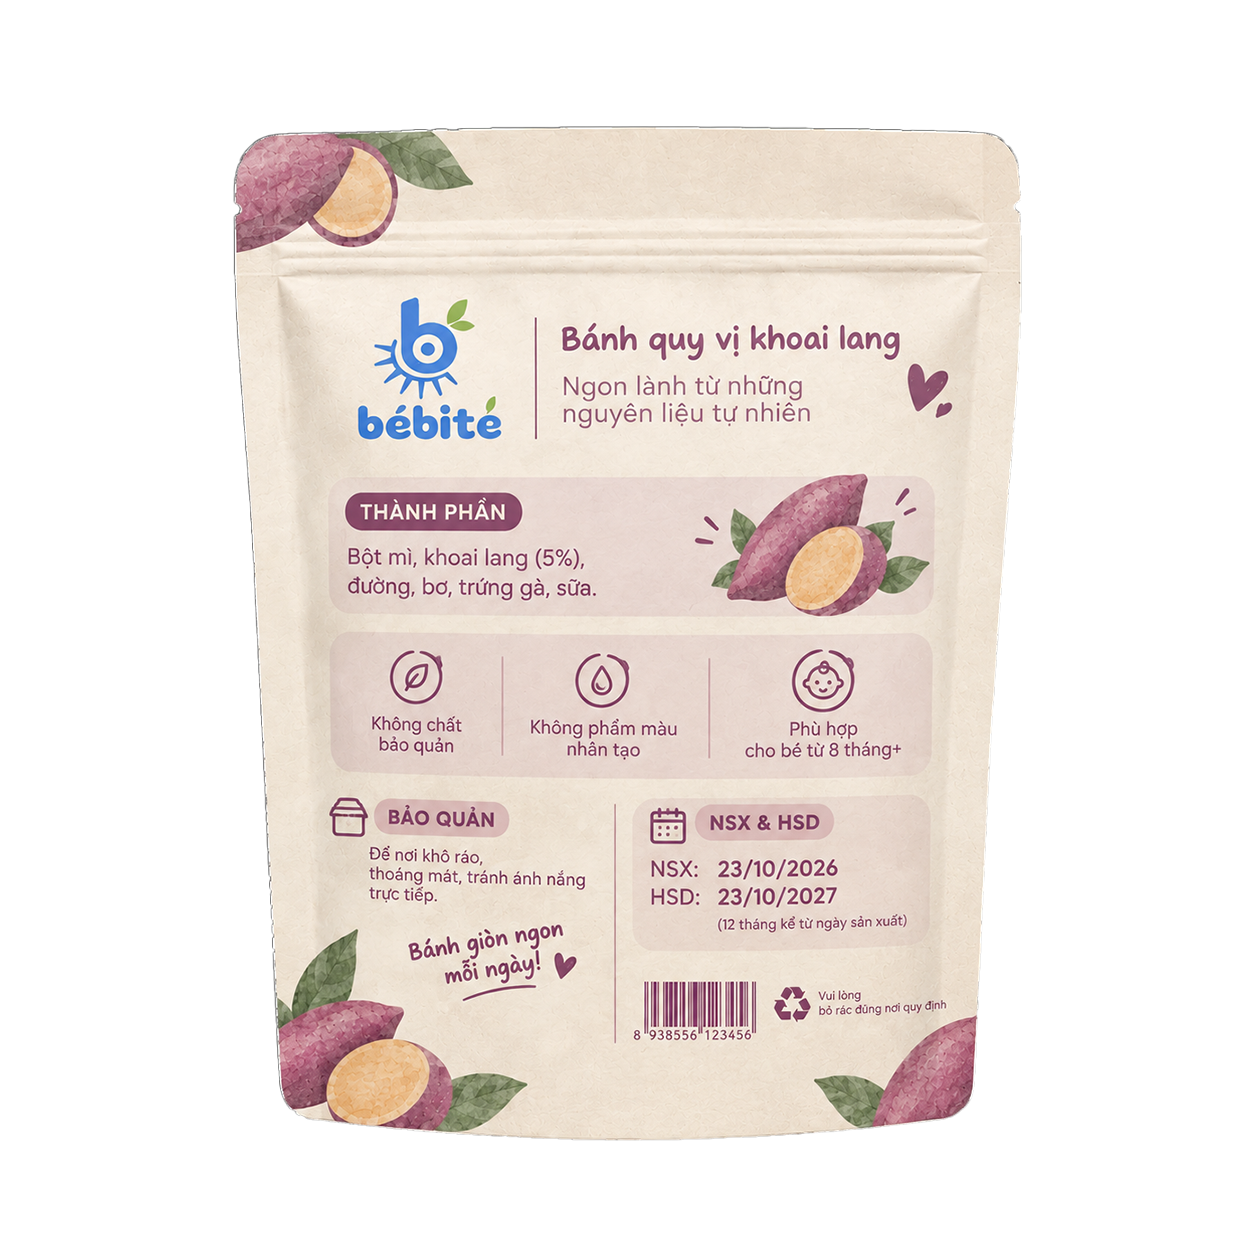 b
bébité
Bánh quy vị khoai lang
Ngon lành từ những
nguyên liệu tự nhiên
THÀNH PHẦN
Bột mì, khoai lang (5%),
đường, bơ, trứng gà, sữa.
Không chất
bảo quản
Không phẩm màu
nhân tạo
Phù hợp
cho bé từ 8 tháng+
BẢO QUẢN
Để nơi khô ráo,
thoáng mát, tránh ánh nắng
trực tiếp.
Bánh giòn ngon
mỗi ngày!
NSX & HSD
NSX: 23/10/2026
HSD: 23/10/2027
(12 tháng kể từ ngày sản xuất)
8 938556 123456
Vui lòng
bỏ rác đũng nơi quy định